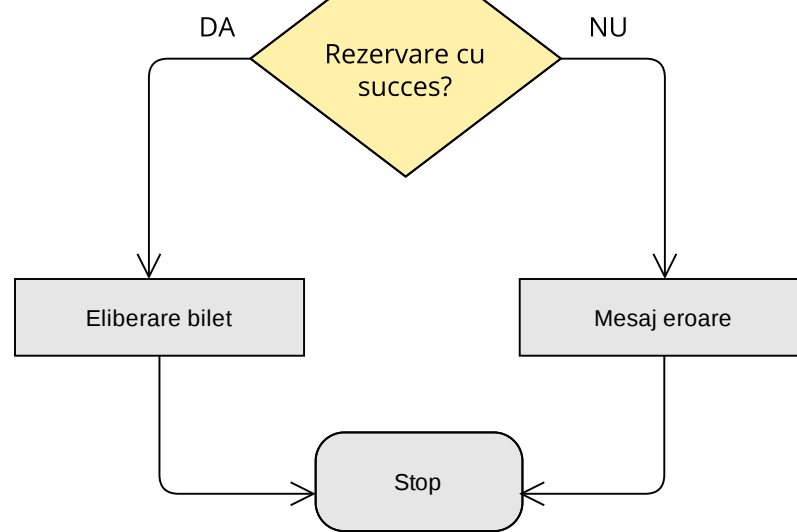 DA
NU
Rezervare cu
succes?
Eliberare bilet
Mesaj eroare
Stop